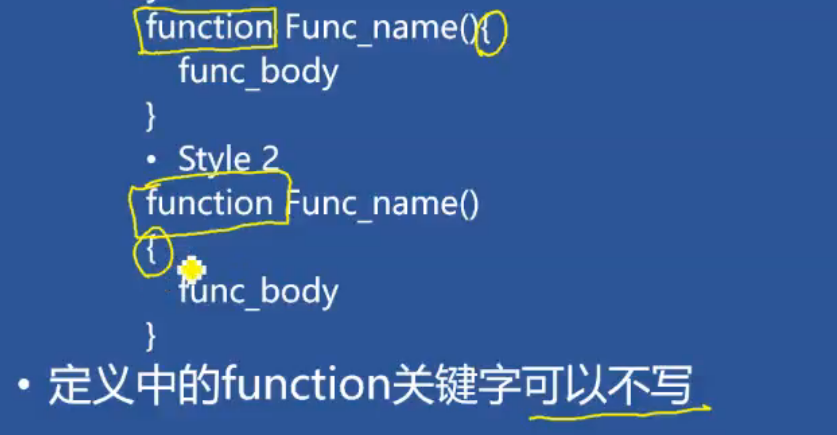 function Func_name(){
func_body
}
• Style 2
function Func_name()
{
func_body
}
• 定义中的function关键字可以不写